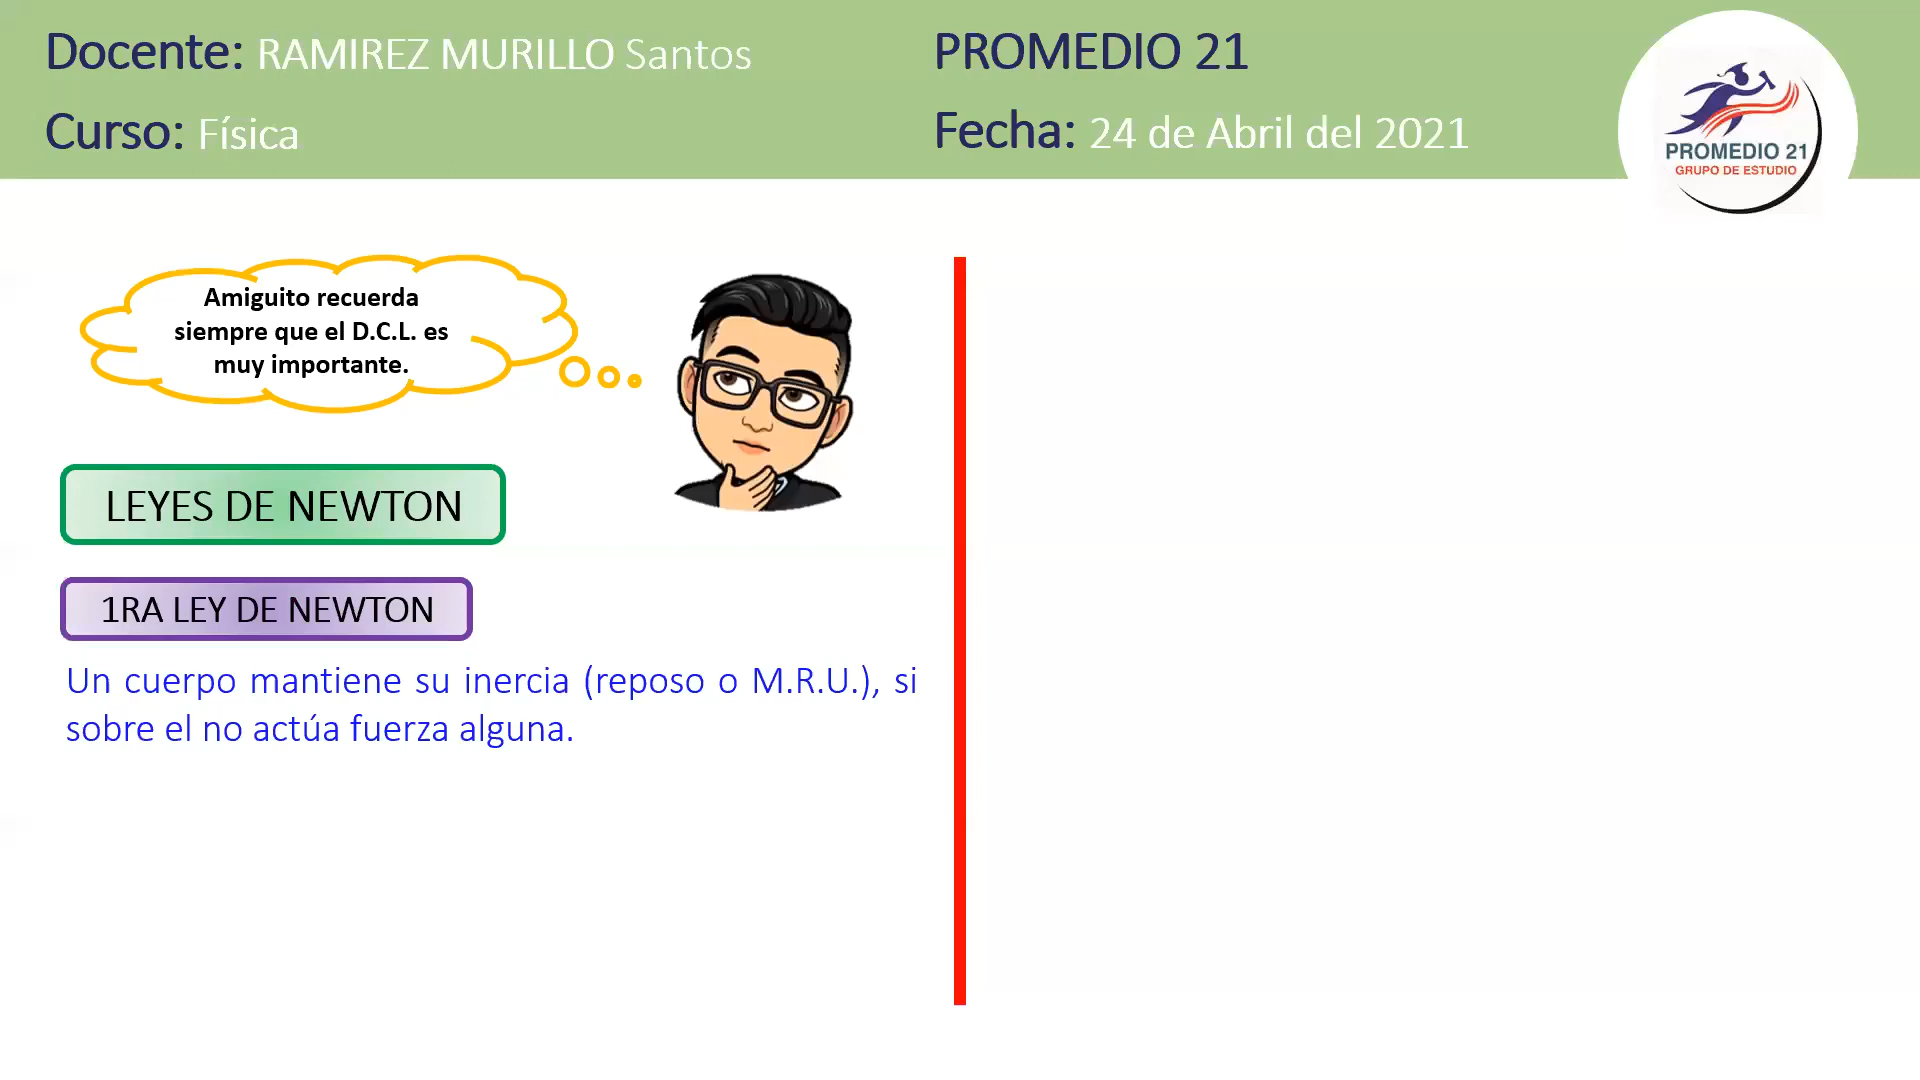 Docente: RAMIREZ MURILLO Santos
Curso: Física
PROMEDIO 21
Fecha: 24 de Abril del 2021
PROMEDIO 21
GRUPO DE ESTUDIO
Amiguito recuerda
siempre que el D.C.L. es
muy importante.
LEYES DE NEWTON
1RA LEY DE NEWTON
Un cuerpo mantiene su inercia (reposo o M.R.U.), si
sobre el no actúa fuerza alguna.